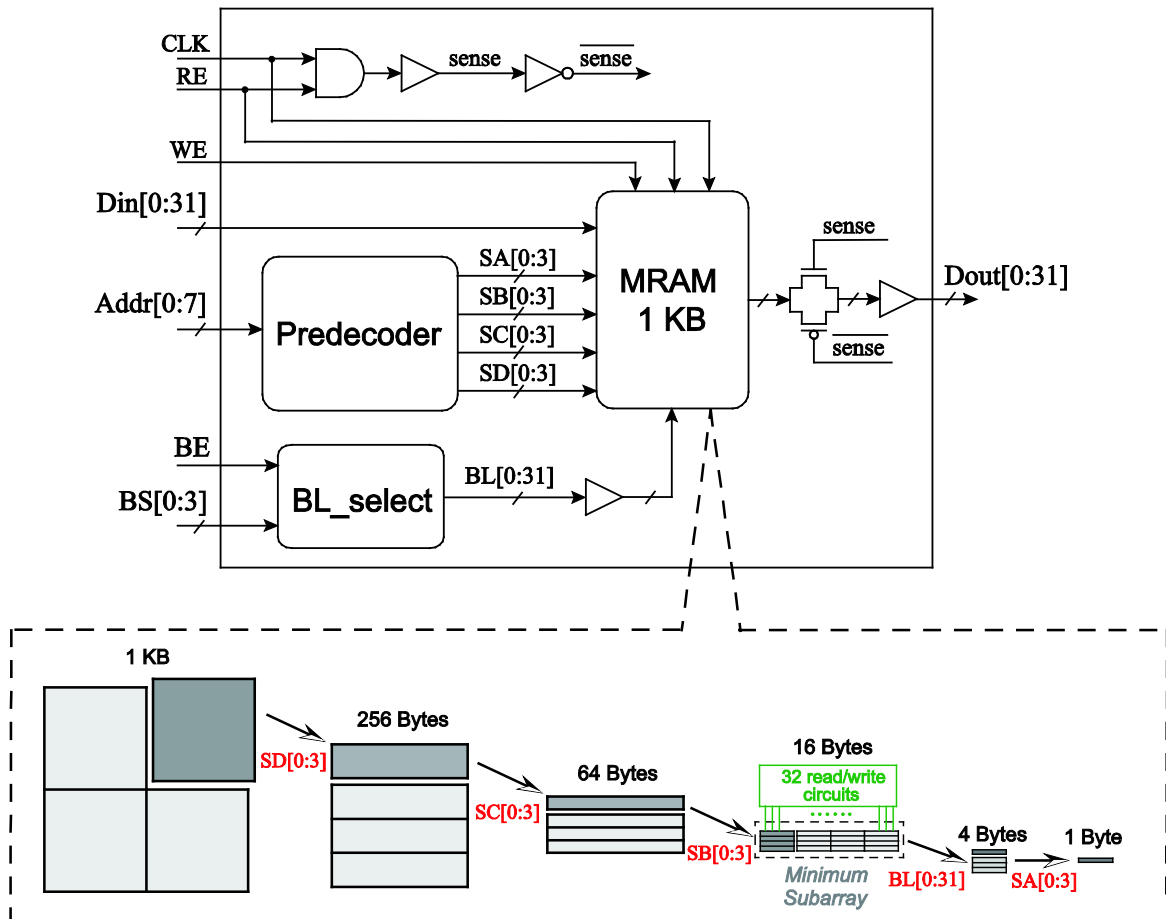 CLK
sense
sense
RE
WE
Din[0:31]
SA[0:3]
sense
MRAM
1 KB
Dout[0:31]
Addr[0:7]
SB[0:3]
Predecoder
SC[0:3]
sense
SD[0:3]
BE
BL[0:31]
BL_select
BS[0:3]
1 KB
256 Bytes
16 Bytes
SD[0:3]
64 Bytes
32 read/write
circuits
SC[0:3]
4 Bytes
1 Byte
SB[0:3]
Minimum
Subarray
BL[0:31]
SA[0:3]